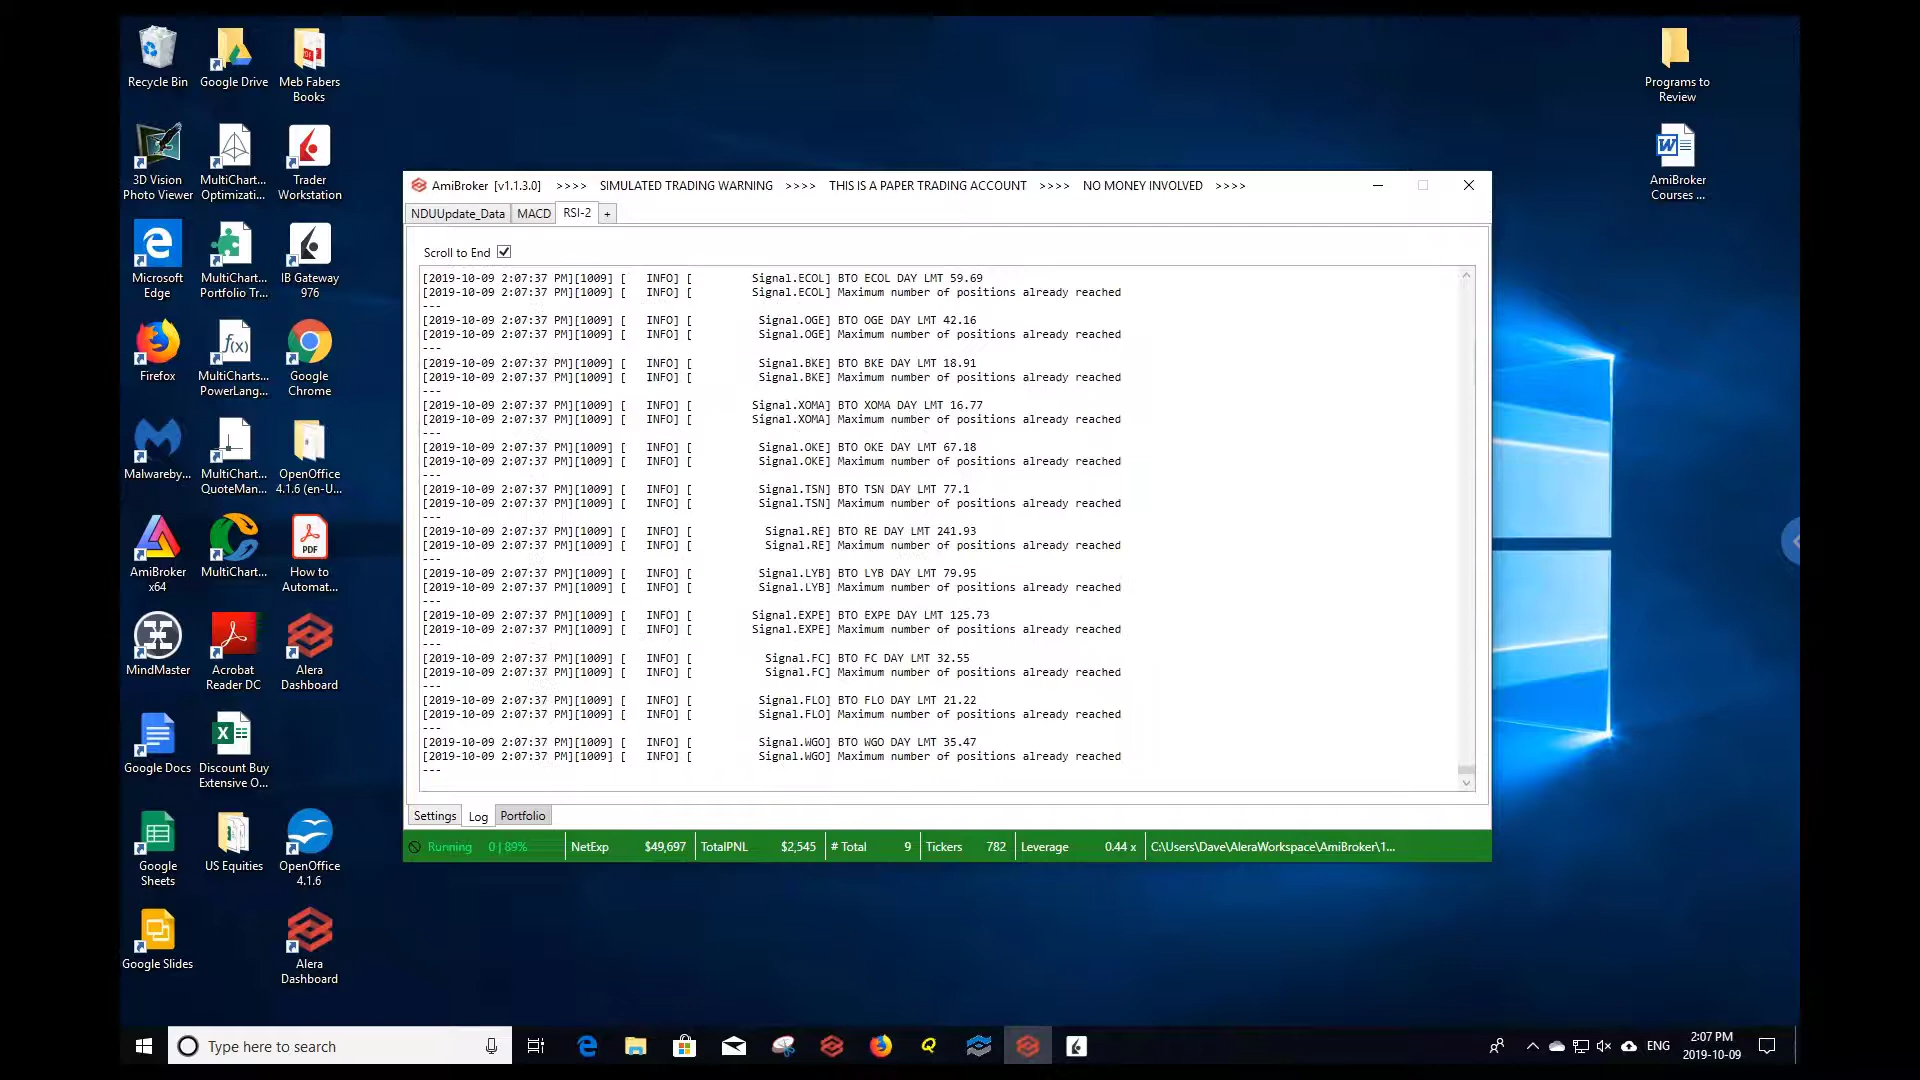 Recycle Bin
Google Drive
Meb Fabers
Books
3D Vision
Photo Viewer
MultiChart...
Optimizati...
Trader
Workstation
Microsoft
Edge
MultiChart...
Portfolio Tr...
IB Gateway
976
Firefox
MultiCharts...
PowerLang...
Google
Chrome
Malwareby...
MultiChart...
QuoteMan...
OpenOffice
4.1.6 (en-U...
AmiBroker
x64
MultiChart...
PDF
How to
Automat...
MindMaster
Acrobat
Reader DC
Alera
Dashboard
Google Docs
Discount Buy
Extensive O...
Google
Sheets
US Equities
OpenOffice
4.1.6
Google Slides
Alera
Dashboard
Programs to
Review
AmiBroker
Courses ...
AmiBroker [v1.1.3.0] >>>> SIMULATED TRADING WARNING >>>> THIS IS A PAPER TRADING ACCOUNT >>>> NO MONEY INVOLVED >>>>
NDUUpdate_Data MACD RSI-2 +
Scroll to End
[2019-10-09 2:07:37 PM][1009] [ INFO] [ Signal.ECOL] BTO ECOL DAY LMT 59.69
[2019-10-09 2:07:37 PM][1009] [ INFO] [ Signal.ECOL] Maximum number of positions already reached
---
[2019-10-09 2:07:37 PM][1009] [ INFO] [ Signal.OGE] BTO OGE DAY LMT 42.16
[2019-10-09 2:07:37 PM][1009] [ INFO] [ Signal.OGE] Maximum number of positions already reached
---
[2019-10-09 2:07:37 PM][1009] [ INFO] [ Signal.BKE] BTO BKE DAY LMT 18.91
[2019-10-09 2:07:37 PM][1009] [ INFO] [ Signal.BKE] Maximum number of positions already reached
---
[2019-10-09 2:07:37 PM][1009] [ INFO] [ Signal.XOMA] BTO XOMA DAY LMT 16.77
[2019-10-09 2:07:37 PM][1009] [ INFO] [ Signal.XOMA] Maximum number of positions already reached
---
[2019-10-09 2:07:37 PM][1009] [ INFO] [ Signal.OKE] BTO OKE DAY LMT 67.18
[2019-10-09 2:07:37 PM][1009] [ INFO] [ Signal.OKE] Maximum number of positions already reached
---
[2019-10-09 2:07:37 PM][1009] [ INFO] [ Signal.TSN] BTO TSN DAY LMT 77.1
[2019-10-09 2:07:37 PM][1009] [ INFO] [ Signal.TSN] Maximum number of positions already reached
---
[2019-10-09 2:07:37 PM][1009] [ INFO] [ Signal.RE] BTO RE DAY LMT 241.93
[2019-10-09 2:07:37 PM][1009] [ INFO] [ Signal.RE] Maximum number of positions already reached
---
[2019-10-09 2:07:37 PM][1009] [ INFO] [ Signal.LYB] BTO LYB DAY LMT 79.95
[2019-10-09 2:07:37 PM][1009] [ INFO] [ Signal.LYB] Maximum number of positions already reached
---
[2019-10-09 2:07:37 PM][1009] [ INFO] [ Signal.EXPE] BTO EXPE DAY LMT 125.73
[2019-10-09 2:07:37 PM][1009] [ INFO] [ Signal.EXPE] Maximum number of positions already reached
---
[2019-10-09 2:07:37 PM][1009] [ INFO] [ Signal.FC] BTO FC DAY LMT 32.55
[2019-10-09 2:07:37 PM][1009] [ INFO] [ Signal.FC] Maximum number of positions already reached
---
[2019-10-09 2:07:37 PM][1009] [ INFO] [ Signal.FLO] BTO FLO DAY LMT 21.22
[2019-10-09 2:07:37 PM][1009] [ INFO] [ Signal.FLO] Maximum number of positions already reached
---
[2019-10-09 2:07:37 PM][1009] [ INFO] [ Signal.WGO] BTO WGO DAY LMT 35.47
[2019-10-09 2:07:37 PM][1009] [ INFO] [ Signal.WGO] Maximum number of positions already reached
---
Settings Log Portfolio
Running 0 | 89% NetExp $49,697 TotalPNL $2,545 # Total 9 Tickers 782 Leverage 0.44 x C:\Users\Dave\AleraWorkspace\AmiBroker\1...
Type here to search
ENG
2:07 PM
2019-10-09